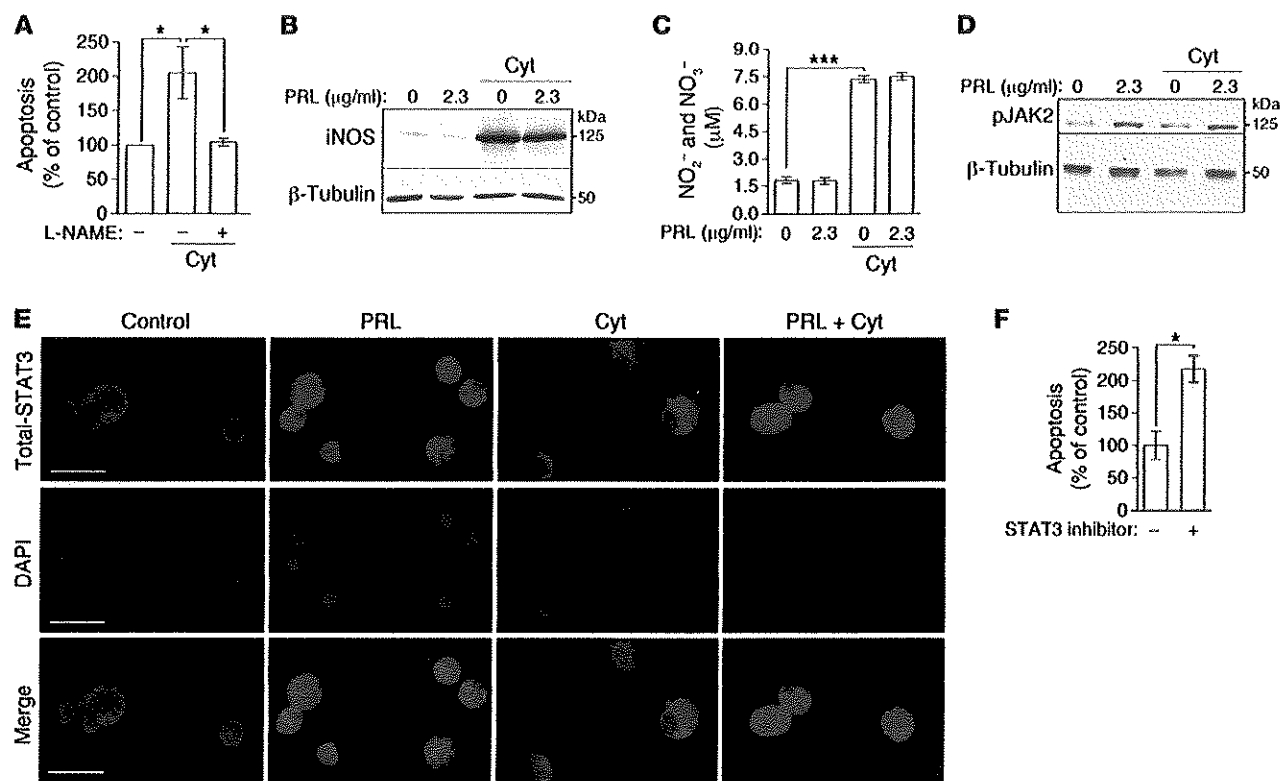 A
Apoptosis
(% of control)
250
200
150
100
50
0
*
*
L-NAME: – – +
Cyt
B
Cyt
PRL (µg/ml): 0 2.3 0 2.3
kDa
iNOS
125
β-Tubulin
50
C
NO₂⁻ and NO₃⁻
(µM)
9.0
7.5
6.0
4.5
3.0
1.5
0.0
***
PRL (µg/ml): 0 2.3 0 2.3
Cyt
D
Cyt
PRL (µg/ml): 0 2.3 0 2.3
kDa
pJAK2
125
β-Tubulin
50
E
Control PRL Cyt PRL + Cyt
Total-STAT3
DAPI
Merge
F
Apoptosis
(% of control)
250
200
150
100
50
0
*
STAT3 inhibitor: – +